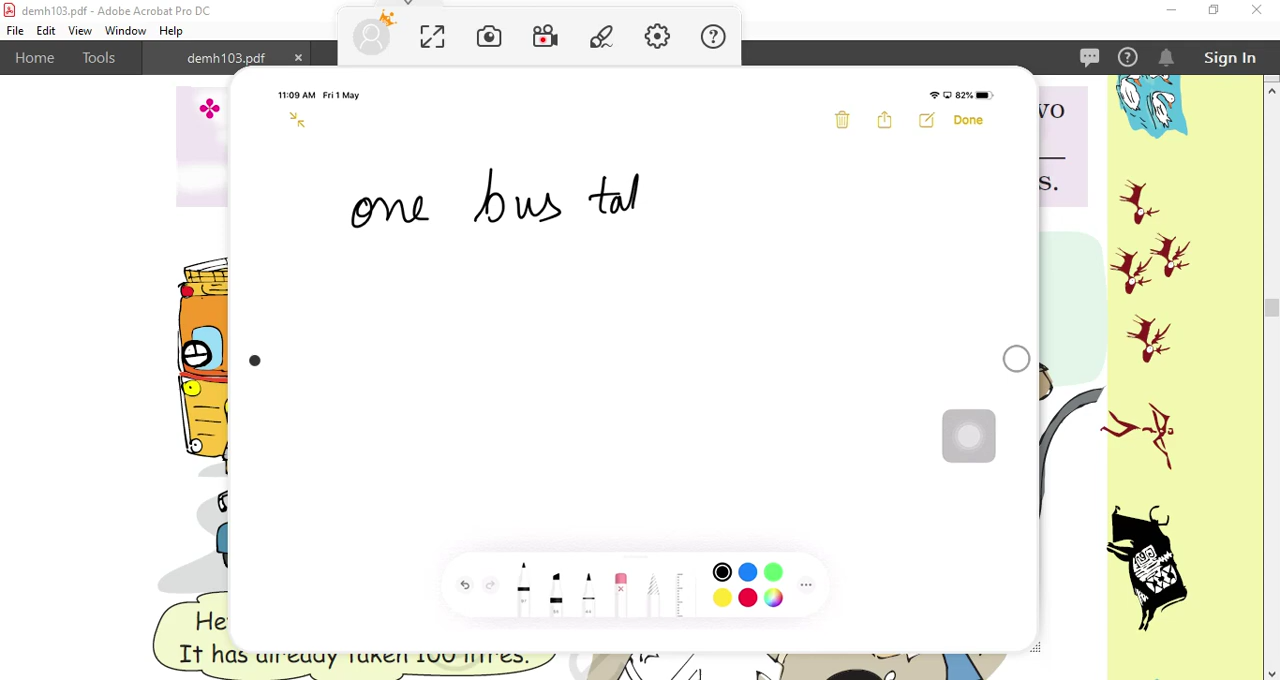 demh103.pdf - Adobe Acrobat Pro DC
File Edit View Window Help
Home Tools demh103.pdf × Sign In
11:09 AM Fri 1 May 82%
Done
one bus tal
s.
He
It has already taken 100 litres.